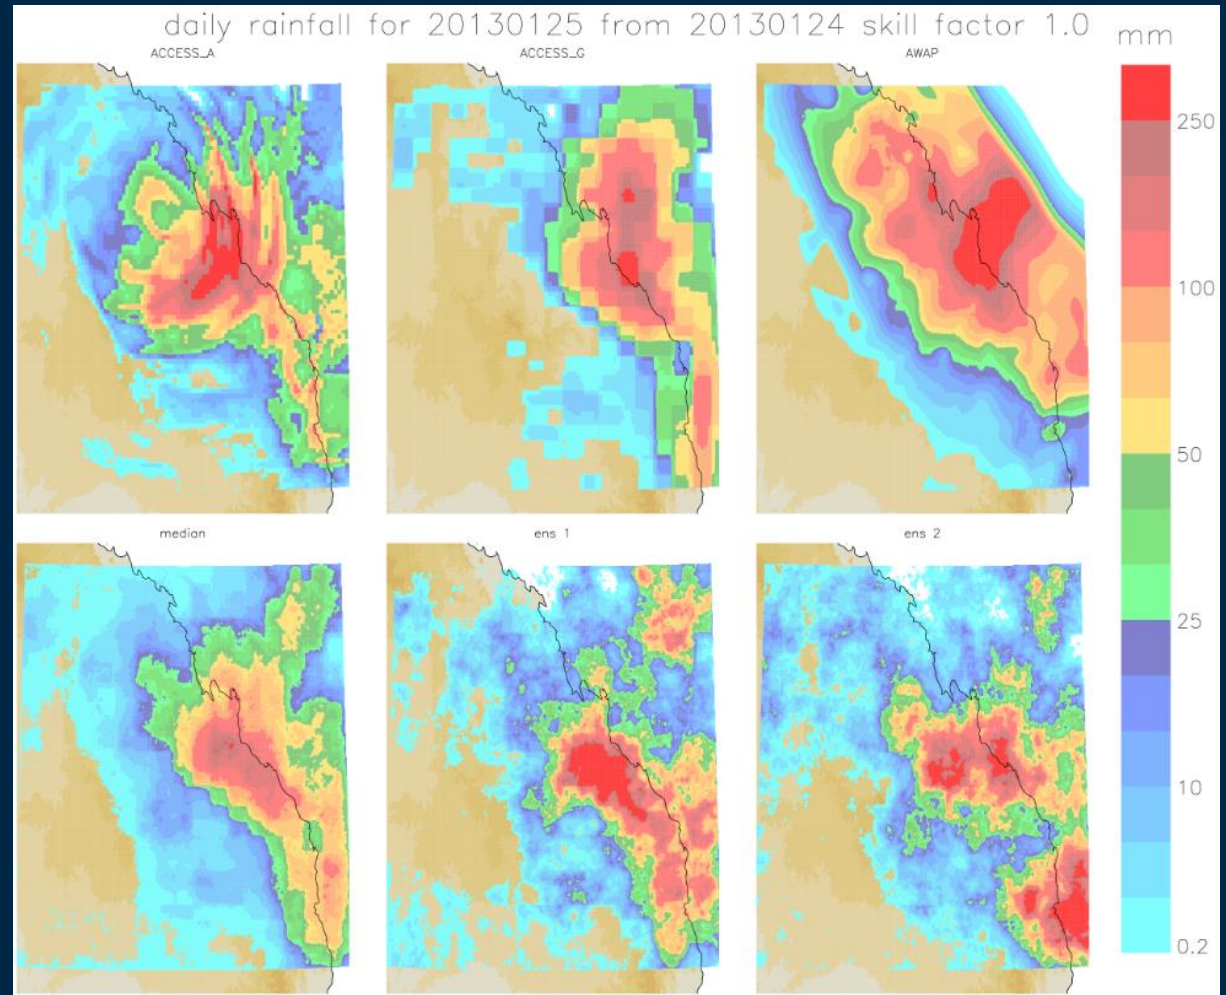 daily rainfall for 20130125 from 20130124 skill factor 1.0
mm
ACCESS_A
ACCESS_G
AWAP
250
100
50
25
10
0.2
median
ens 1
ens 2